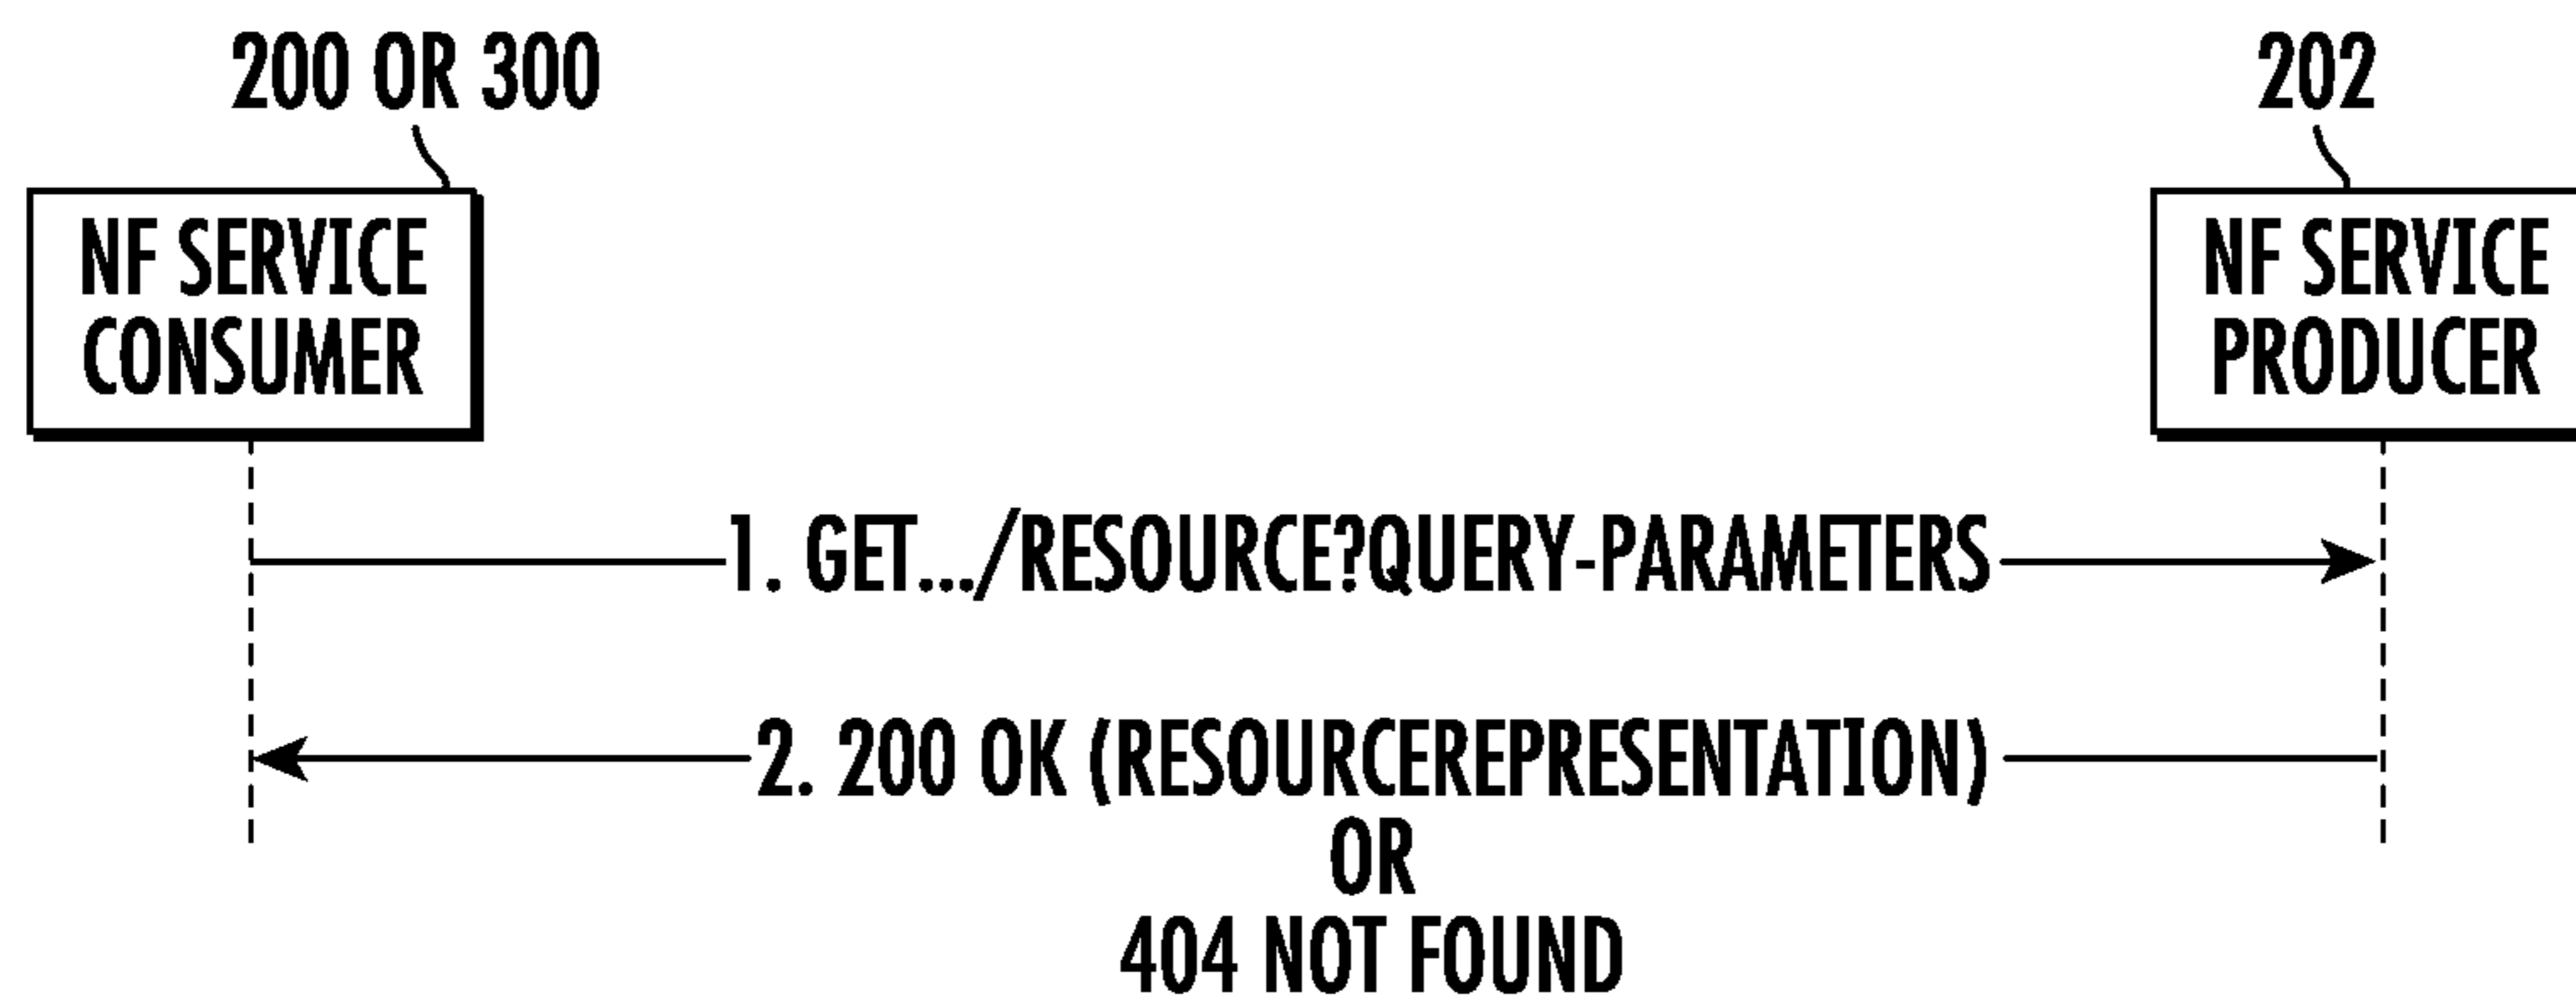 200 OR 300
202
NF SERVICE
CONSUMER
NF SERVICE
PRODUCER
1. GET.../RESOURCE?QUERY-PARAMETERS
2. 200 OK (RESOURCEREPRESENTATION)
OR
404 NOT FOUND